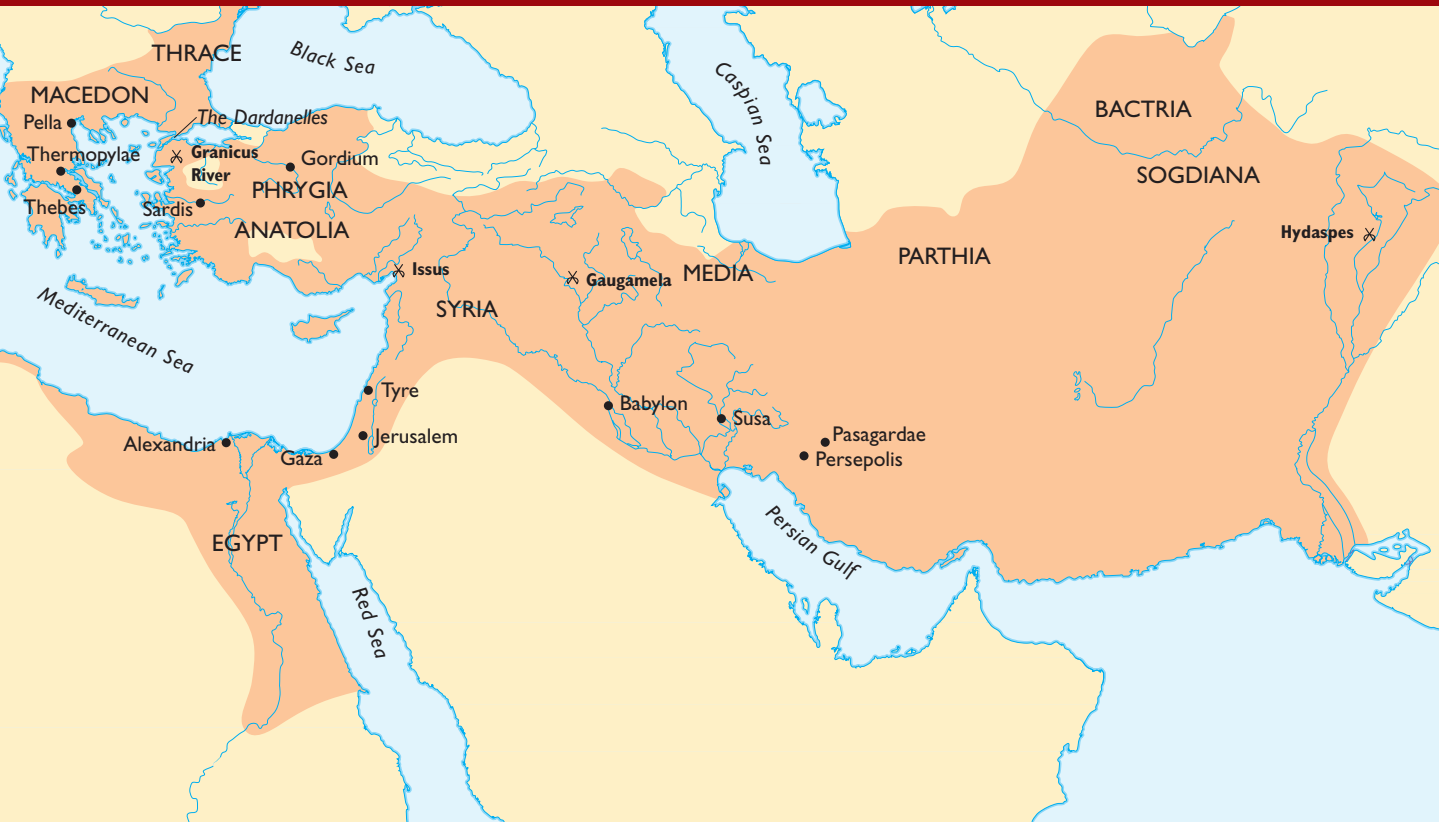 THRACE
Black Sea
Caspian Sea
MACEDON
Pella
The Dardanelles
BACTRIA
Thermopylae
Granicus
River
Gordium
PHRYGIA
SOGDIANA
Thebes
Sardis
ANATOLIA
Hydaspes
Issus
Gaugamela
MEDIA
PARTHIA
SYRIA
Mediterranean Sea
Tyre
Babylon
Susa
Alexandria
Jerusalem
Gaza
Pasagardae
Persepolis
EGYPT
Persian Gulf
Red Sea